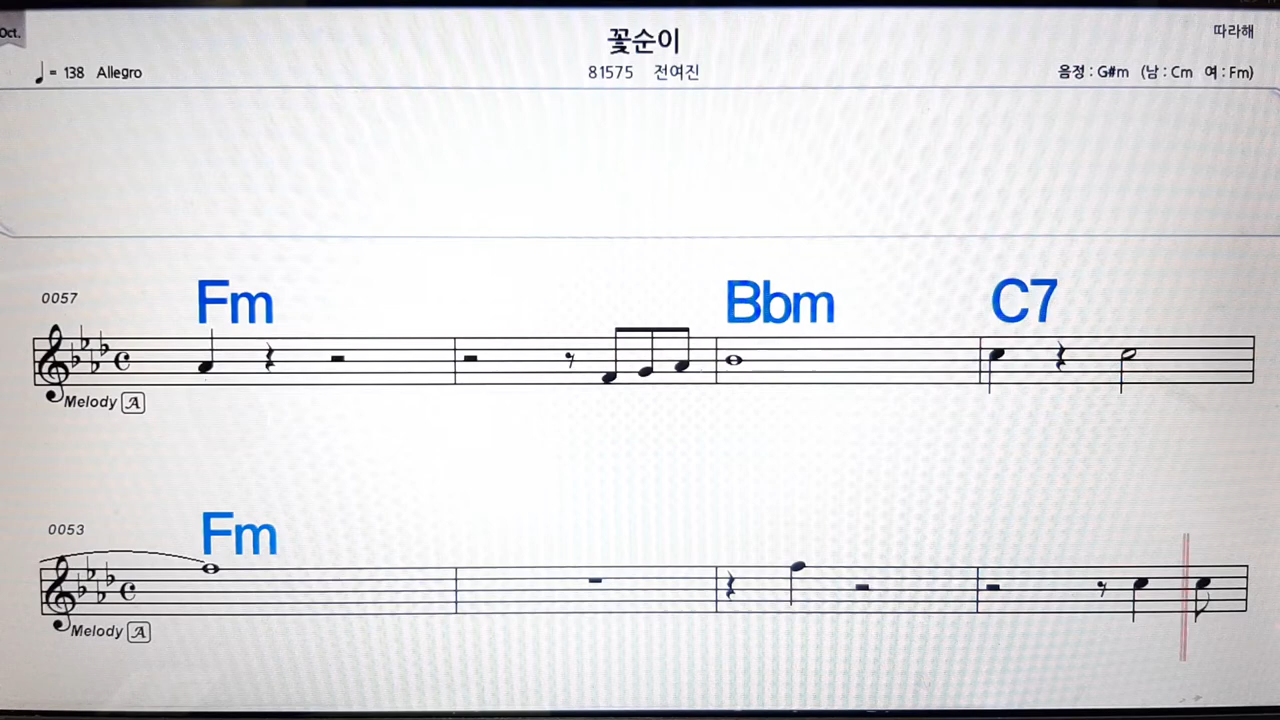 Oct.
꽃순이
따라해
= 138 Allegro
81575 전여진
음정 : G#m (남 : Cm 여 : Fm)
0057
Fm
Bbm
C7
Melody A
0053
Fm
Melody A